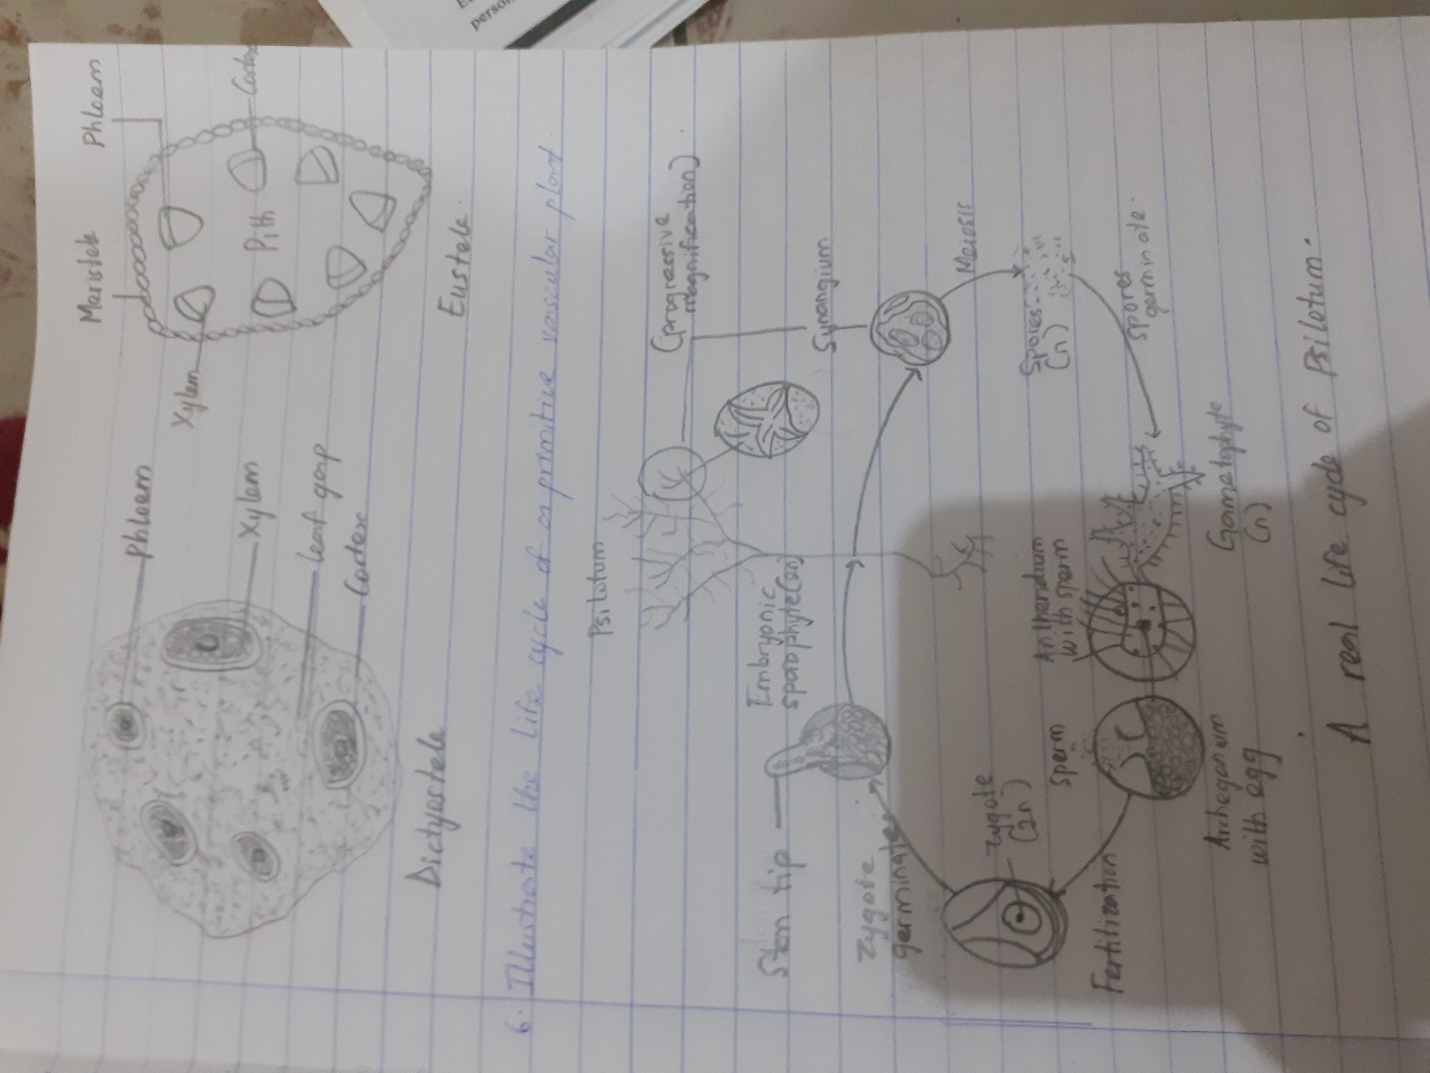 Phloem
Xylem
Leaf gap
Cortex
Dictyostele
Meristele
Phloem
Xylem
Pith
Eustele.
6. Illustrate the life cycle of a primitive vascular plant.
Psilotum
(progressive
magnification)
Embryonic
sporophyte(2n)
Stem tip
Synangium
Meiosis
Zygote
germinates
Zygote
(2n)
Spores
(n)
spores
germinate.
Sperm
Antheridium
with sperm
Fertilization
Archegonium
with egg
Gametophyte
(n)
A real life cycle of Psilotum.